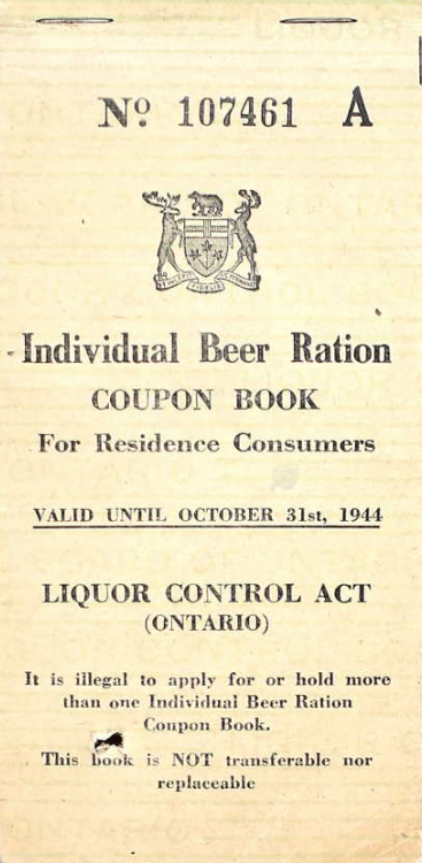 Nº 107461 A
Individual Beer Ration
COUPON BOOK
For Residence Consumers
VALID UNTIL OCTOBER 31st, 1944
LIQUOR CONTROL ACT
(ONTARIO)
It is illegal to apply for or hold more
than one Individual Beer Ration
Coupon Book.
This book is NOT transferable nor
replaceable